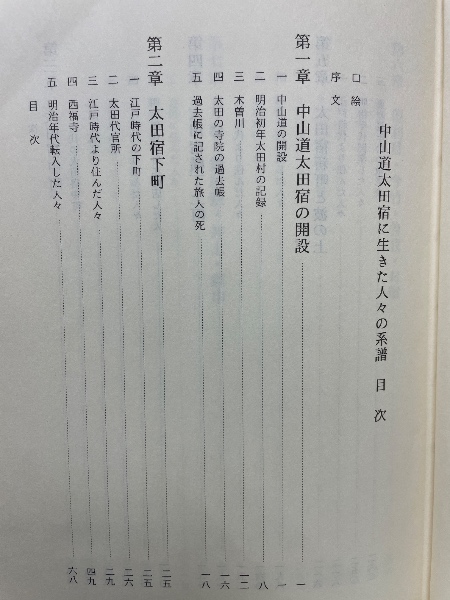 中山道太田宿に生きた人々の系譜 目次
口絵
序文
第一章 中山道太田宿の開設 一
一 中山道の開設 一
二 明治初年太田村の記録 八
三 木曽川 一二
四 太田の寺院の過去帳 一六
五 過去帳に記された旅人の死 一八
第二章 太田宿下町 二五
一 江戸時代の下町 二五
二 太田代官所 二六
三 江戸時代より住んだ人々 二九
四 西福寺 四九
五 明治年代転入した人々 六八
目次